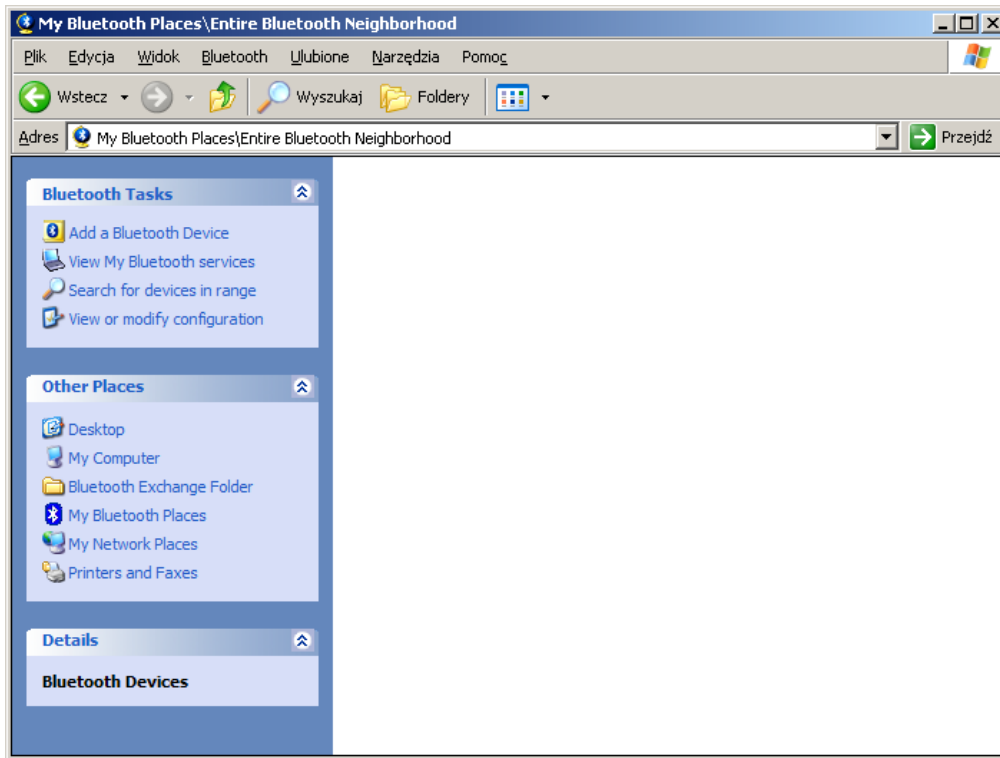 My Bluetooth Places\Entire Bluetooth Neighborhood
Plik Edycja Widok Bluetooth Ulubione Narzędzia Pomoc
Wstecz Wyszukaj Foldery
Adres My Bluetooth Places\Entire Bluetooth Neighborhood Przejdź
Bluetooth Tasks
Add a Bluetooth Device
View My Bluetooth services
Search for devices in range
View or modify configuration
Other Places
Desktop
My Computer
Bluetooth Exchange Folder
My Bluetooth Places
My Network Places
Printers and Faxes
Details
Bluetooth Devices